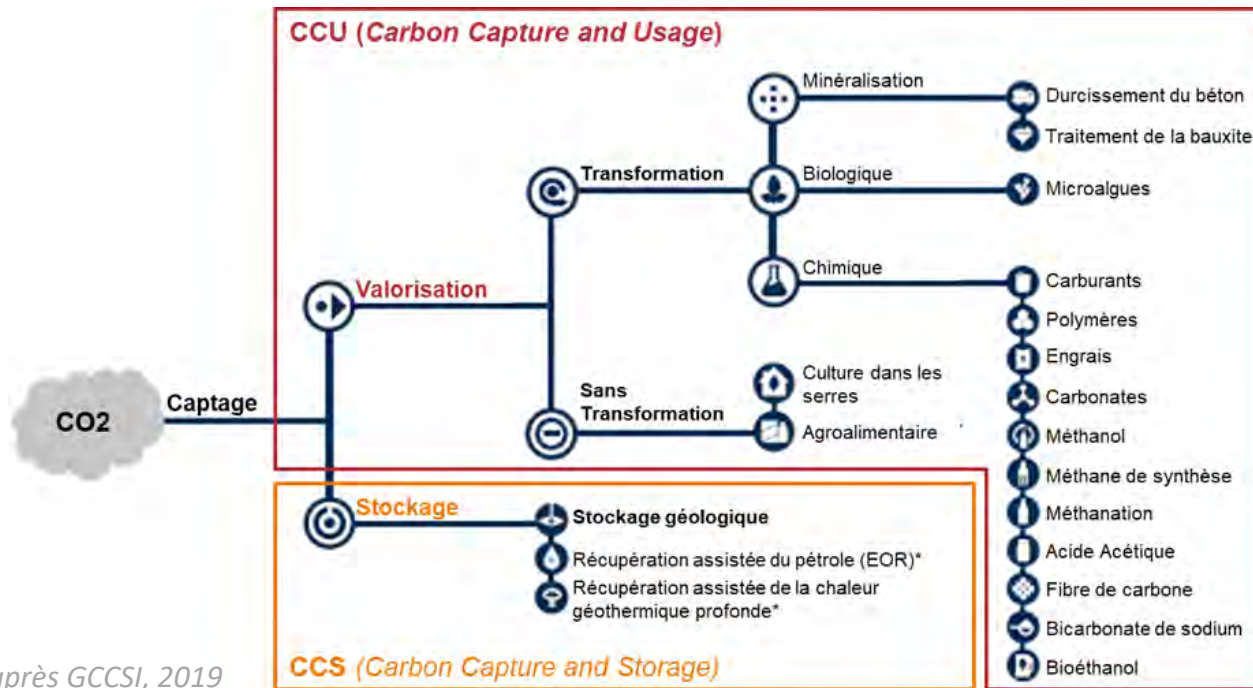 CCU (Carbon Capture and Usage)
Minéralisation
Durcissement du béton
Traitement de la bauxite
Transformation
Biologique
Microalgues
Chimique
Carburants
Valorisation
Polymères
Engrais
Culture dans les
serres
Carbonates
Sans
Transformation
Captage
CO2
Agroalimentaire
Méthanol
Méthane de synthèse
Stockage
Stockage géologique
Méthanation
Récupération assistée du pétrole (EOR)*
Acide Acétique
Récupération assistée de la chaleur
géothermique profonde*
Fibre de carbone
Bicarbonate de sodium
CCS (Carbon Capture and Storage)
Bioéthanol
après GCCSI, 2019